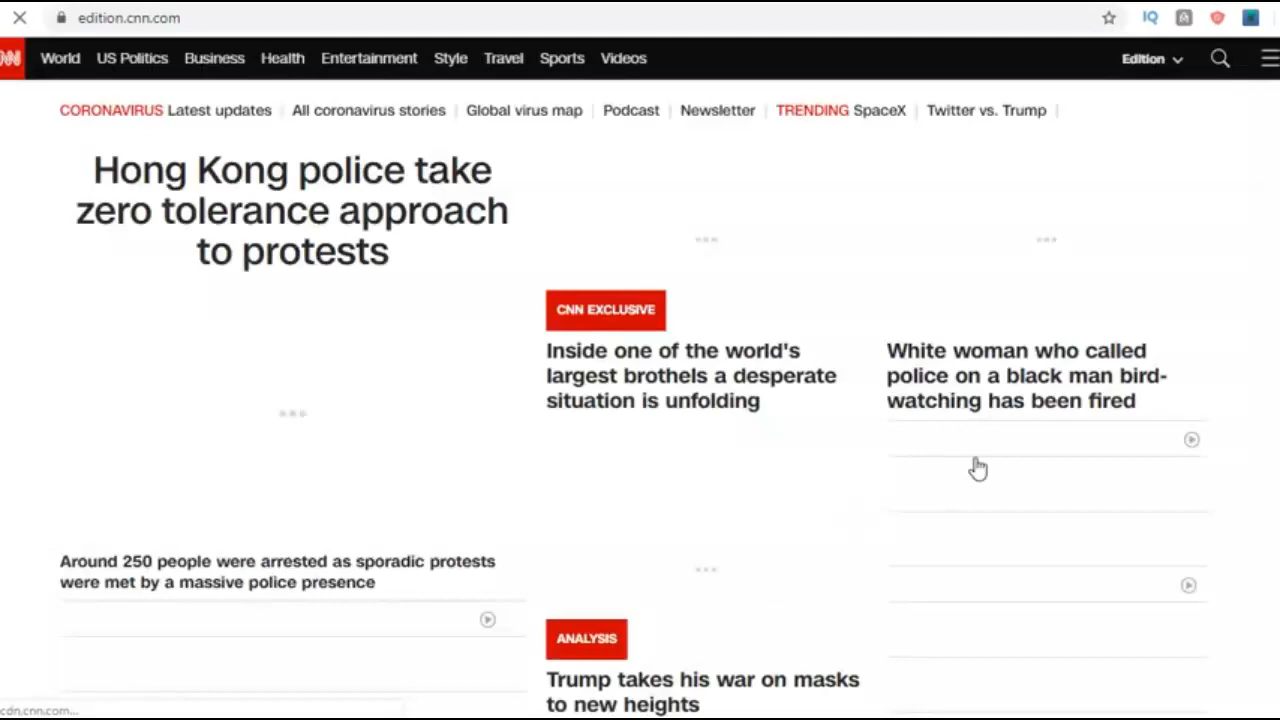 edition.cnn.com
World US Politics Business Health Entertainment Style Travel Sports Videos Edition
CORONAVIRUS Latest updates All coronavirus stories Global virus map Podcast Newsletter TRENDING SpaceX Twitter vs. Trump
Hong Kong police take
zero tolerance approach
to protests
Around 250 people were arrested as sporadic protests
were met by a massive police presence
CNN EXCLUSIVE
Inside one of the world's
largest brothels a desperate
situation is unfolding
ANALYSIS
Trump takes his war on masks
to new heights
White woman who called
police on a black man bird-
watching has been fired
cdn.cnn.com...